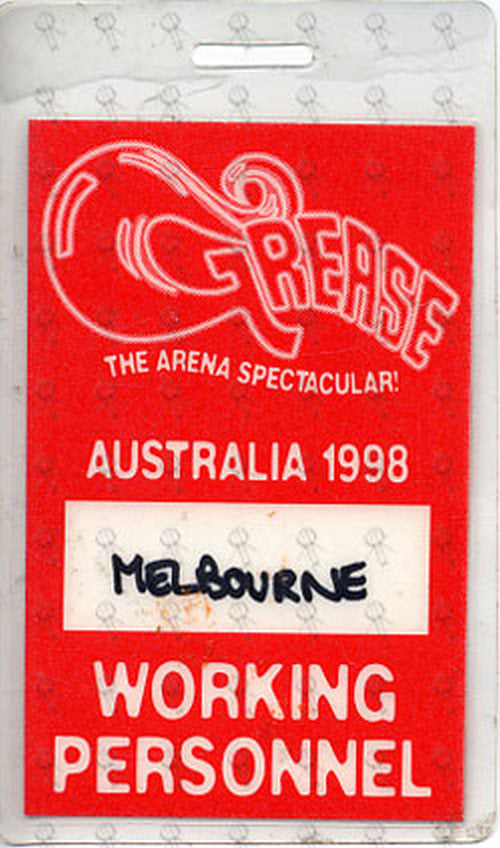 GREASE
THE ARENA SPECTACULAR!
AUSTRALIA 1998
MELBOURNE
WORKING
PERSONNEL